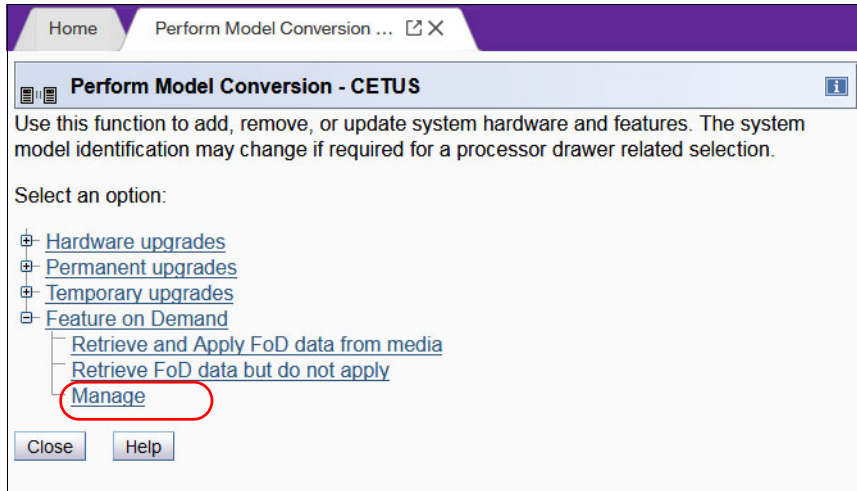 Home
Perform Model Conversion ...
Perform Model Conversion - CETUS
Use this function to add, remove, or update system hardware and features. The system
model identification may change if required for a processor drawer related selection.
Select an option:
Hardware upgrades
Permanent upgrades
Temporary upgrades
Feature on Demand
Retrieve and Apply FoD data from media
Retrieve FoD data but do not apply
Manage
Close
Help